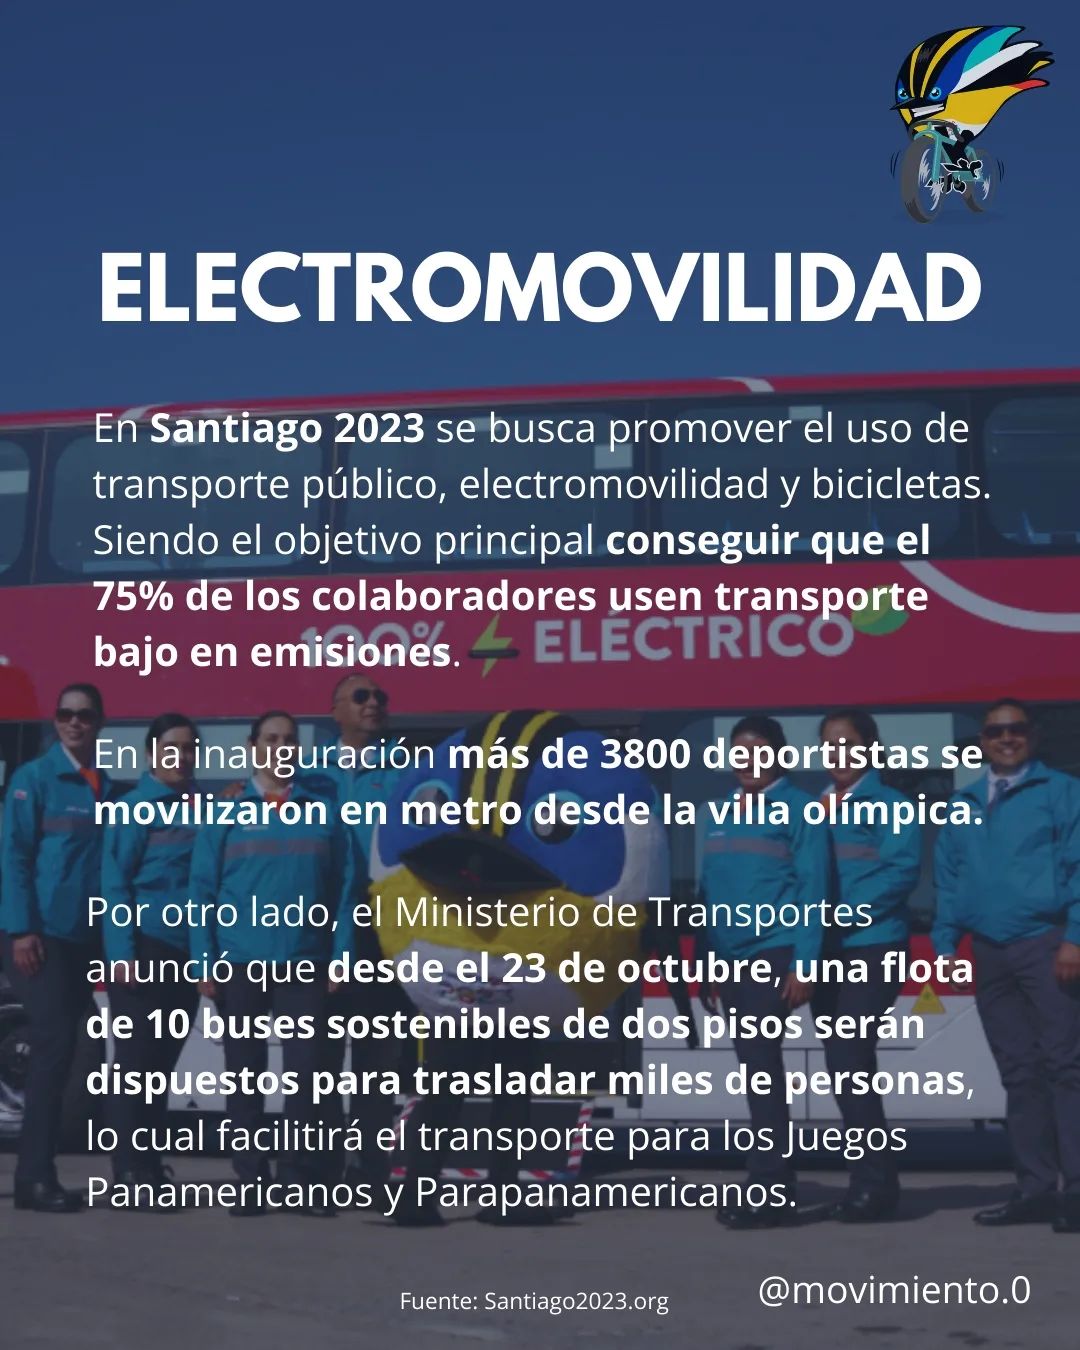 ELECTROMOVILIDAD
En Santiago 2023 se busca promover el uso de
transporte público, electromovilidad y bicicletas.
Siendo el objetivo principal conseguir que el
75% de los colaboradores usen transporte
bajo en emisiones.
100% ELÉCTRICO
En la inauguración más de 3800 deportistas se
movilizaron en metro desde la villa olímpica.
Por otro lado, el Ministerio de Transportes
anunció que desde el 23 de octubre, una flota
de 10 buses sostenibles de dos pisos serán
dispuestos para trasladar miles de personas,
lo cual facilitirá el transporte para los Juegos
Panamericanos y Parapanamericanos.
Fuente: Santiago2023.org
@movimiento.0